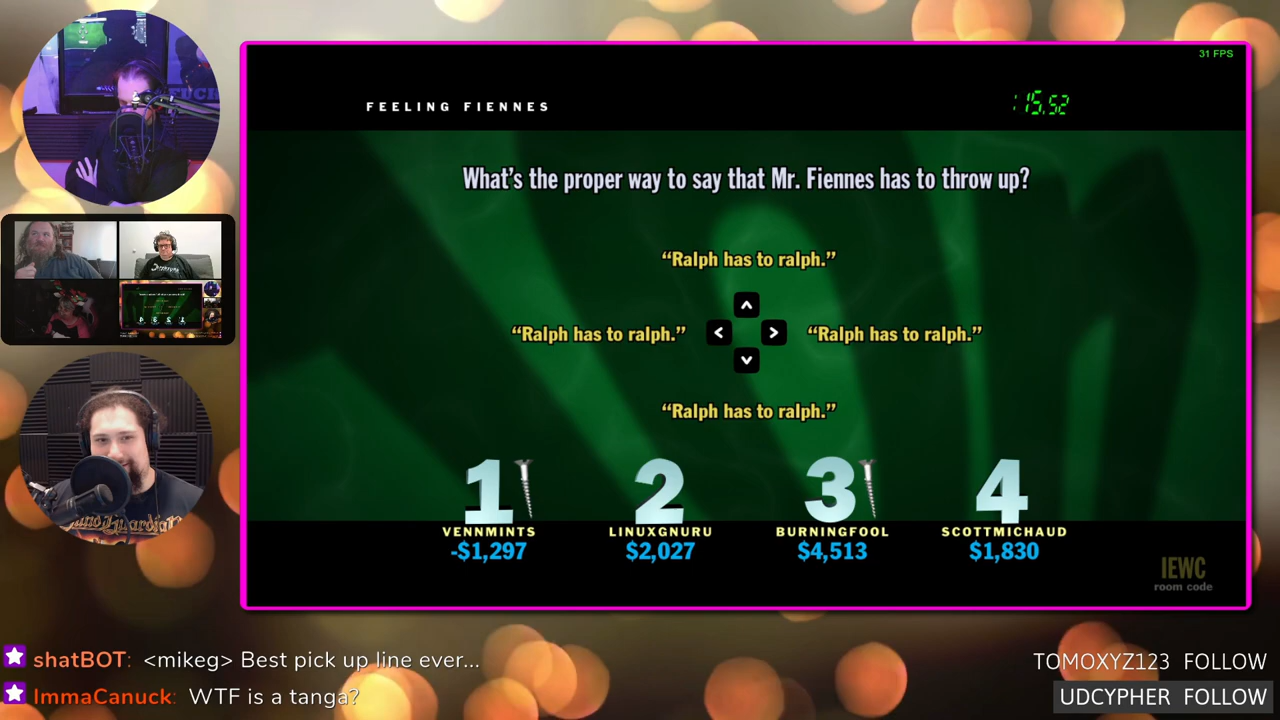 31 FPS
FEELING FIENNES
:15.52
What's the proper way to say that Mr. Fiennes has to throw up?
“Ralph has to ralph.”
“Ralph has to ralph.”
“Ralph has to ralph.”
“Ralph has to ralph.”
1
2
3
4
VENNMINTS
LINUXGNURU
BURNINGFOOL
SCOTTMICHAUD
-$1,297
$2,027
$4,513
$1,830
IEWC
room code
shatBOT: <mikeg> Best pick up line ever...
ImmaCanuck: WTF is a tanga?
TOMOXYZ123 FOLLOW
UDCYPHER FOLLOW